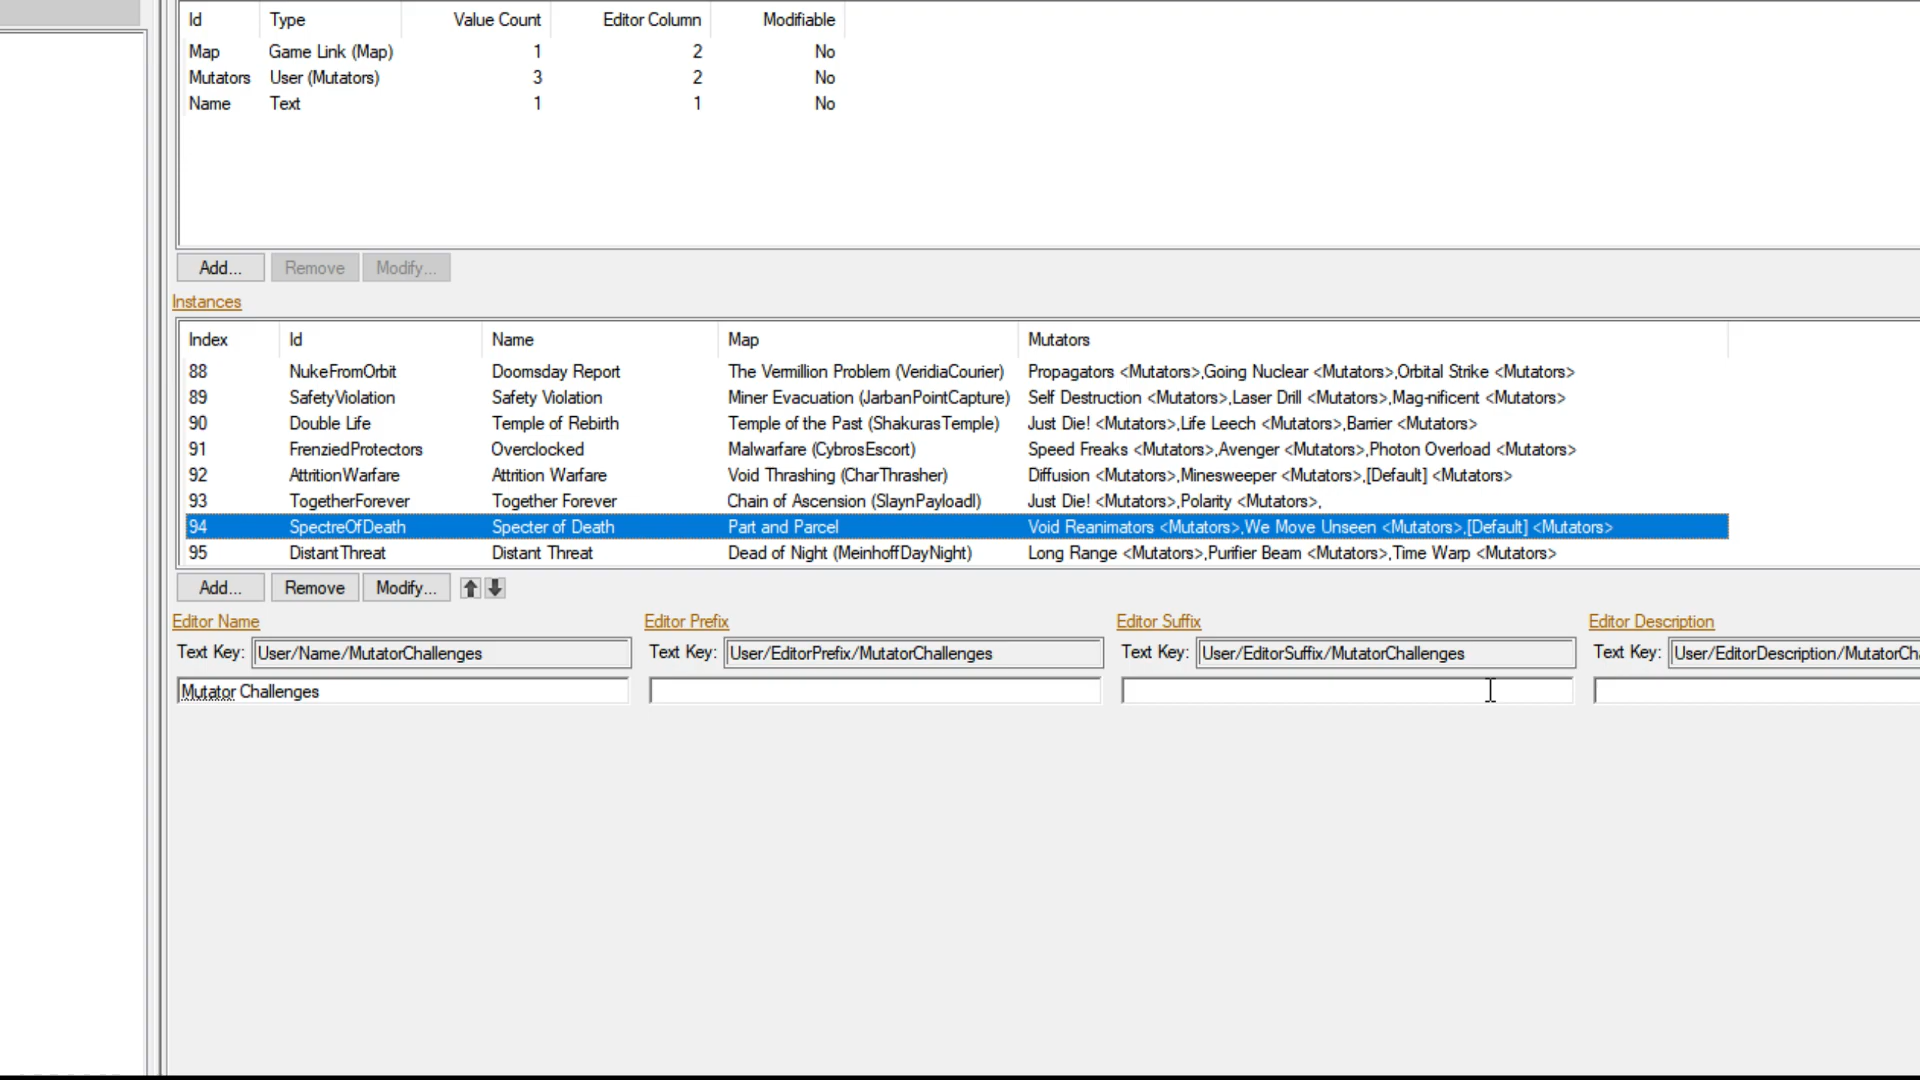 Id Type Value Count Editor Column Modifiable
Map Game Link (Map) 1 2 No
Mutators User (Mutators) 3 2 No
Name Text 1 1 No
Add... Remove Modify...
Instances
Index Id Name Map Mutators
88 NukeFromOrbit Doomsday Report The Vermillion Problem (VeridiaCourier) Propagators <Mutators>,Going Nuclear <Mutators>,Orbital Strike <Mutators>
89 SafetyViolation Safety Violation Miner Evacuation (JarbanPointCapture) Self Destruction <Mutators>,Laser Drill <Mutators>,Mag-nificent <Mutators>
90 Double Life Temple of Rebirth Temple of the Past (ShakurasTemple) Just Die! <Mutators>,Life Leech <Mutators>,Barrier <Mutators>
91 FrenziedProtectors Overclocked Malwarfare (CybrosEscort) Speed Freaks <Mutators>,Avenger <Mutators>,Photon Overload <Mutators>
92 AttritionWarfare Attrition Warfare Void Thrashing (CharThrasher) Diffusion <Mutators>,Minesweeper <Mutators>,[Default] <Mutators>
93 TogetherForever Together Forever Chain of Ascension (SlaynPayloadI) Just Die! <Mutators>,Polarity <Mutators>,
94 SpectreOfDeath Specter of Death Part and Parcel Void Reanimators <Mutators>,We Move Unseen <Mutators>,[Default] <Mutators>
95 DistantThreat Distant Threat Dead of Night (MeinhoffDayNight) Long Range <Mutators>,Purifier Beam <Mutators>,Time Warp <Mutators>
Add... Remove Modify...
Editor Name Editor Prefix Editor Suffix Editor Description
Text Key: User/Name/MutatorChallenges Text Key: User/EditorPrefix/MutatorChallenges Text Key: User/EditorSuffix/MutatorChallenges Text Key: User/EditorDescription/MutatorCh
Mutator Challenges